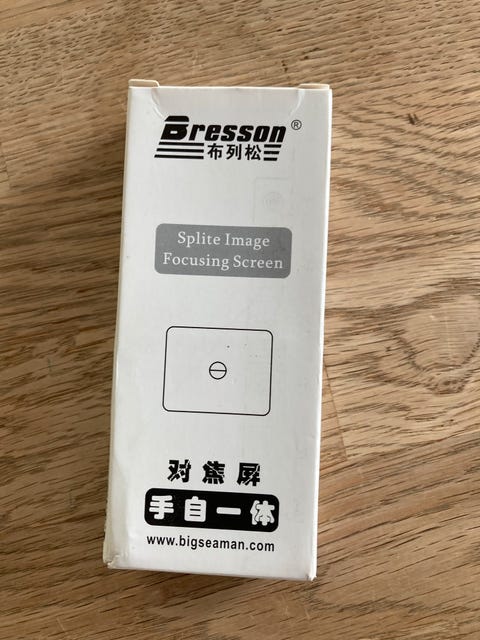 Bresson®
布列松
Splite Image
Focusing Screen
对焦屏
手自一体
www.bigseaman.com